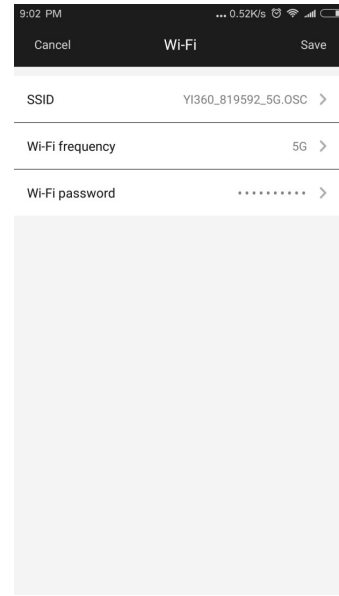 9:02 PM ... 0.52K/s
Cancel Wi-Fi Save
SSID YI360_819592_5G.OSC >
Wi-Fi frequency 5G >
Wi-Fi password •••••••••• >